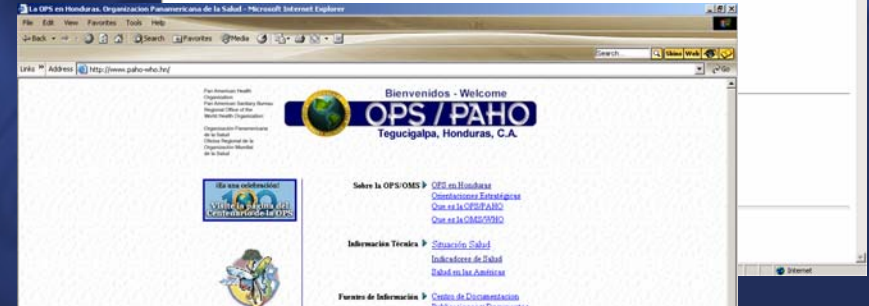 La OPS en Honduras. Organizacion Panamericana de la Salud - Microsoft Internet Explorer
File Edit View Favorites Tools Help
Back Search Favorites Media
Search Skins Web
Links » Address http://www.paho-who.hn/ Go
Pan American Health
Organization
Pan American Sanitary Bureau
Regional Office of the
World Health Organization
Organización Panamericana
de la Salud
Oficina Regional de la
Organización Mundial
de la Salud
Bienvenidos - Welcome
OPS / PAHO
Tegucigalpa, Honduras, C.A.
¡Es una celebración!
Visite la página del
Centenario de la OPS
Sobre la OPS/OMS
OPS en Honduras
Orientaciones Estratégicas
Que es la OPS/PAHO
Que es la OMS/WHO
Información Técnica
Situación Salud
Indicadores de Salud
Salud en las Américas
Fuentes de Información
Centro de Documentacion
Internet